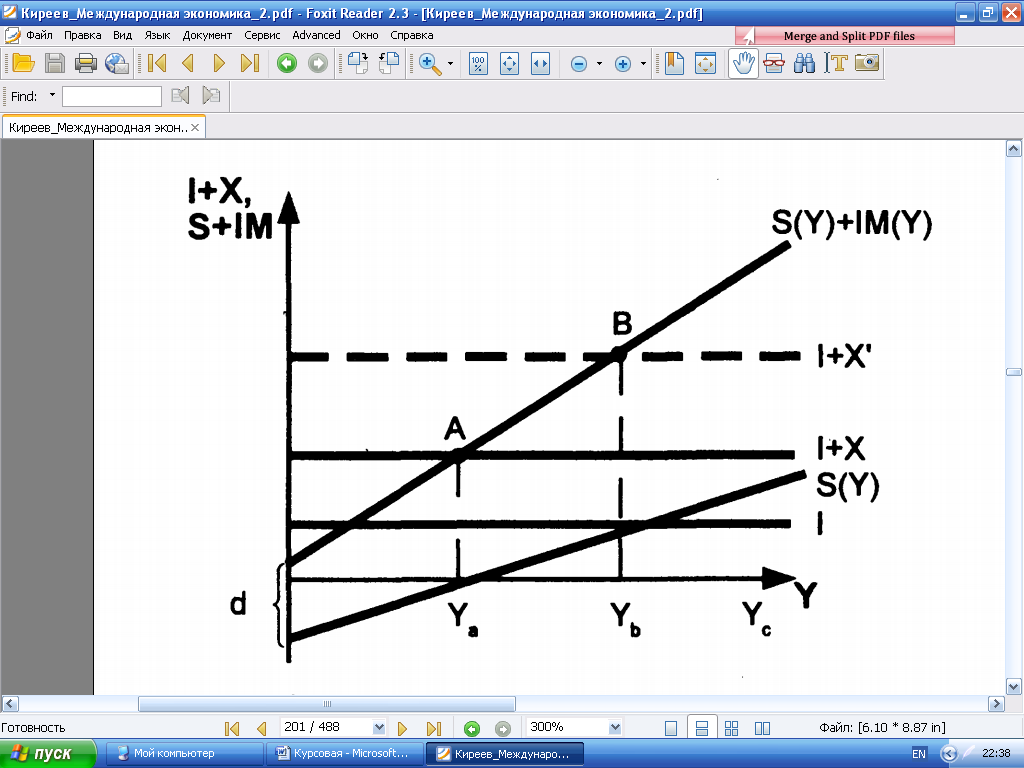 Киреев_Международная экономика_2.pdf - Foxit Reader 2.3 - [Киреев_Международная экономика_2.pdf]
Файл Правка Вид Язык Документ Сервис Advanced Окно Справка
Merge and Split PDF files
100 %
Find:
Киреев_Международная экон..
I+X,
S+IM
S(Y)+IM(Y)
B
I+X'
A
I+X
S(Y)
I
d
Ya Yb Yc Y
Готовность 201 / 488 300% Файл: [6.10 * 8.87 in]
пуск Мой компьютер Курсовая - Microsoft... Киреев_Междунаро... EN 22:38